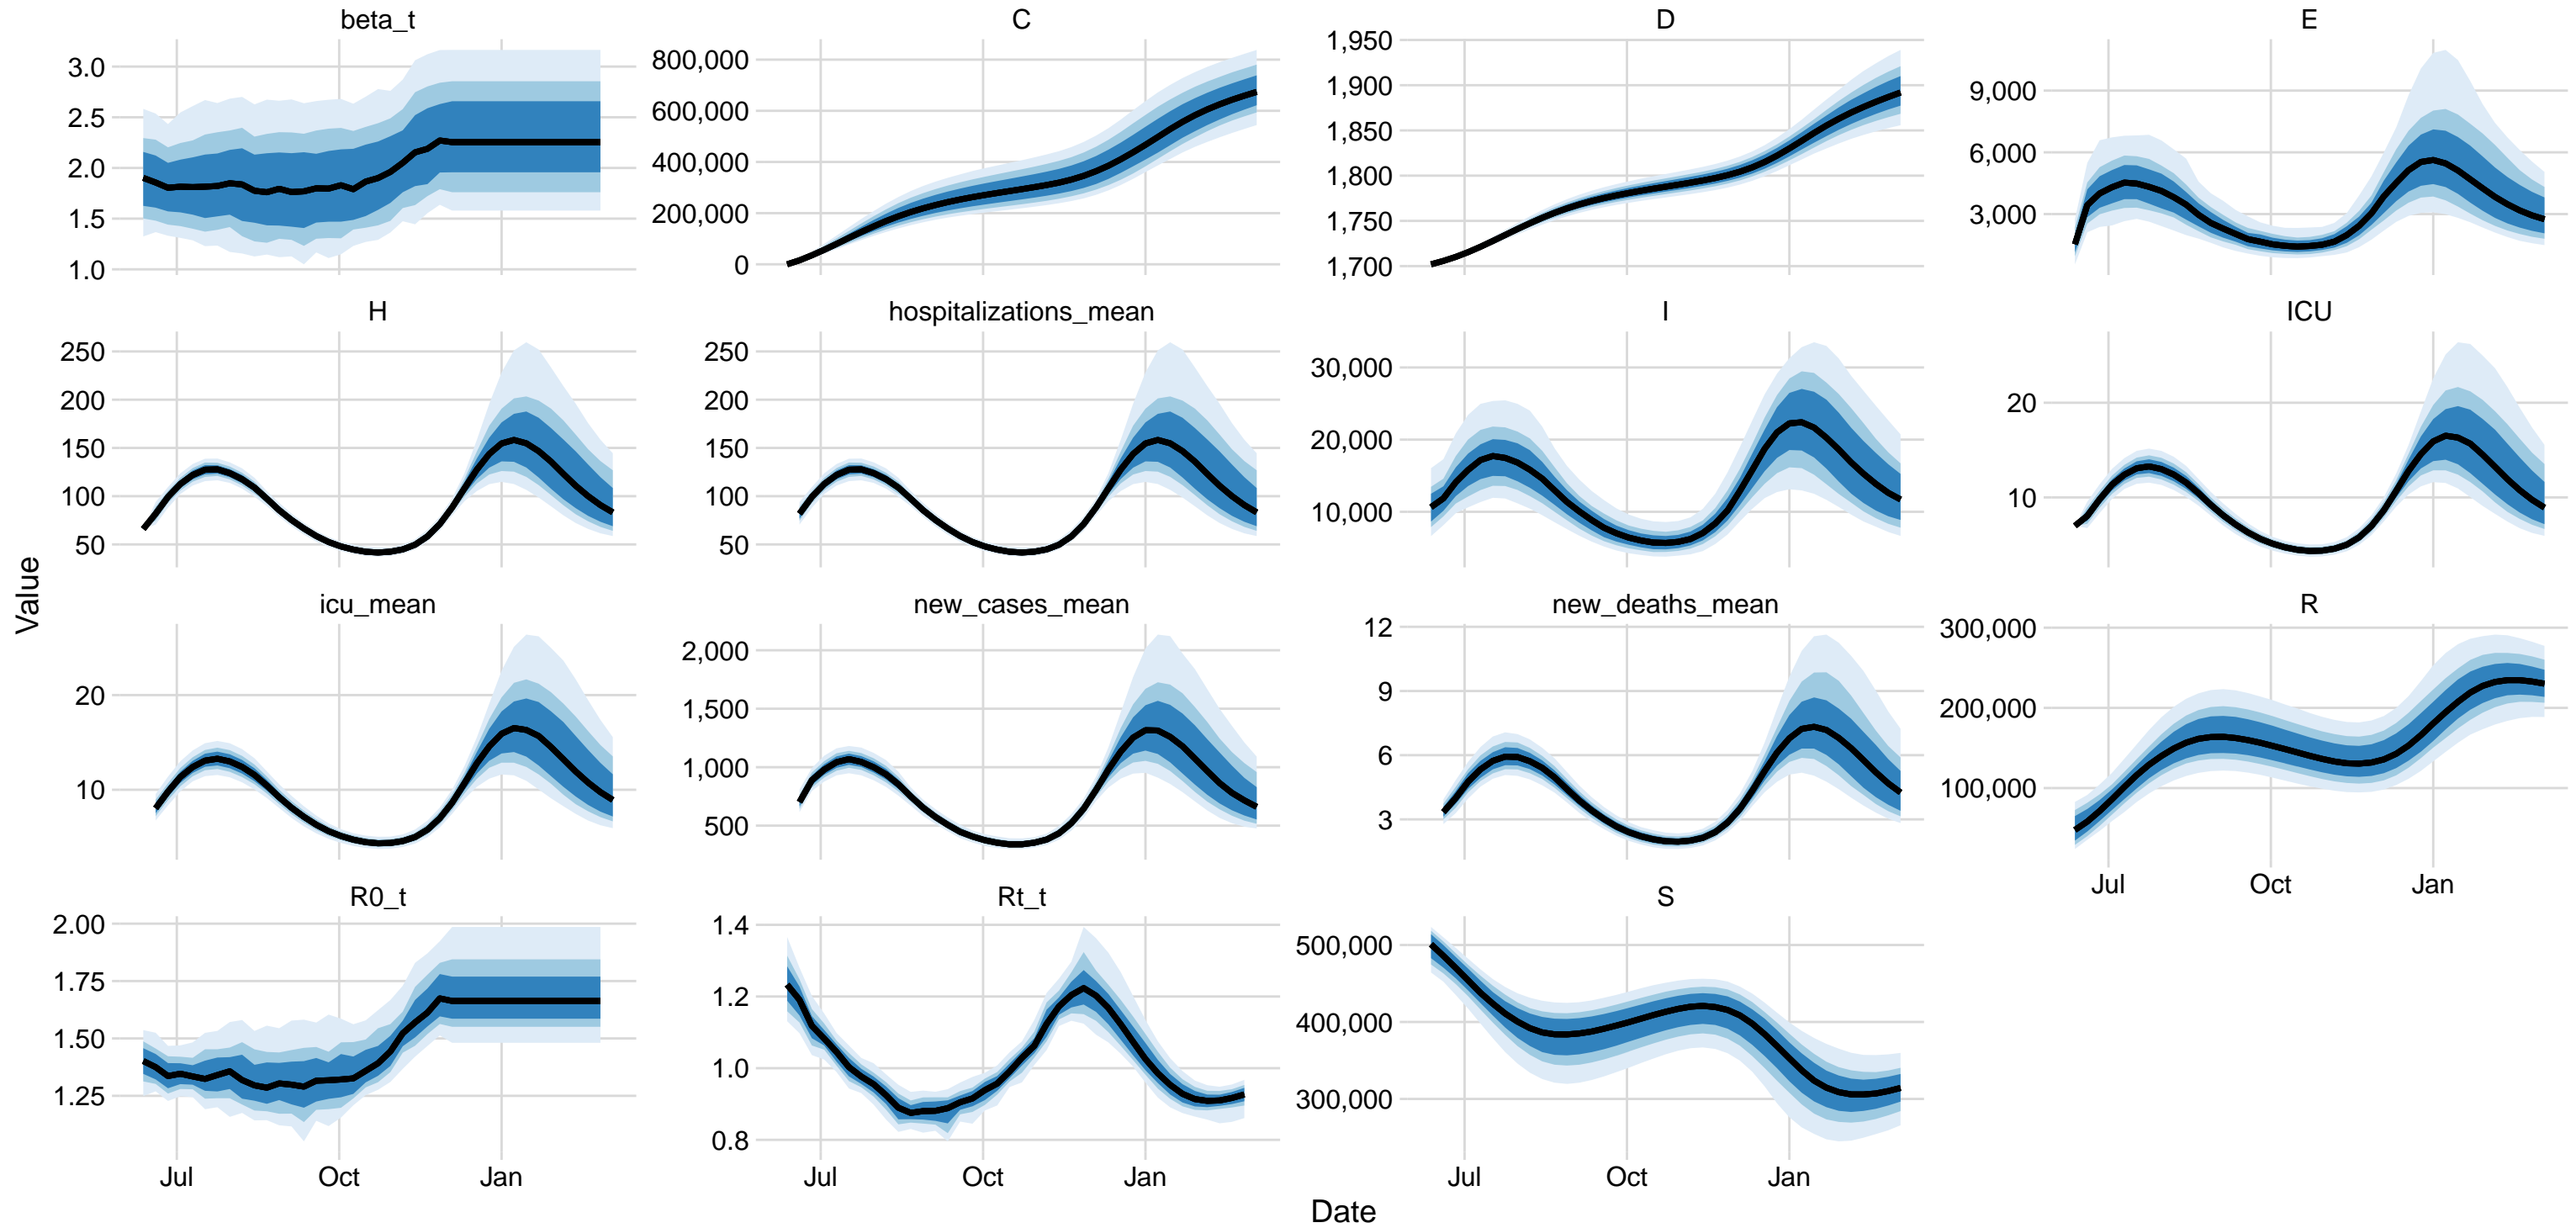 beta_t
C
D
E
3.0
2.5
2.0
1.5
1.0
800,000
600,000
400,000
200,000
0
1,950
1,900
1,850
1,800
1,750
1,700
9,000
6,000
3,000
H
hospitalizations_mean
I
ICU
250
200
150
100
50
250
200
150
100
50
30,000
20,000
10,000
20
10
Value
icu_mean
new_cases_mean
new_deaths_mean
R
20
10
2,000
1,500
1,000
500
12
9
6
3
300,000
200,000
100,000
Jul Oct Jan
R0_t
Rt_t
S
2.00
1.75
1.50
1.25
1.4
1.2
1.0
0.8
500,000
400,000
300,000
Jul Oct Jan
Jul Oct Jan
Jul Oct Jan
Date